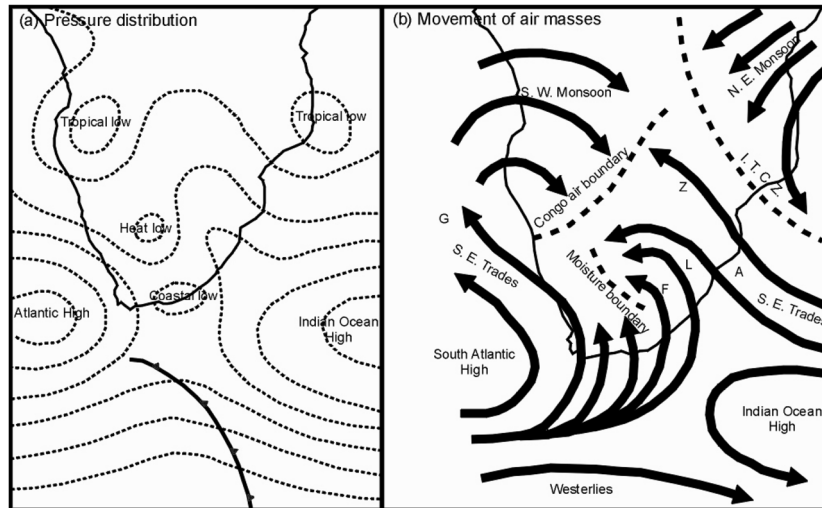 (a) Pressure distribution
Tropical low
Tropical low
Heat low
Coastal low
Atlantic High
Indian Ocean
High
(b) Movement of air masses
N. E. Monsoon
S. W. Monsoon
I. T. C. Z.
Congo air boundary
Z
G
S. E. Trades
Moisture boundary
L
A
F
S. E. Trades
South Atlantic
High
Indian Ocean
High
Westerlies